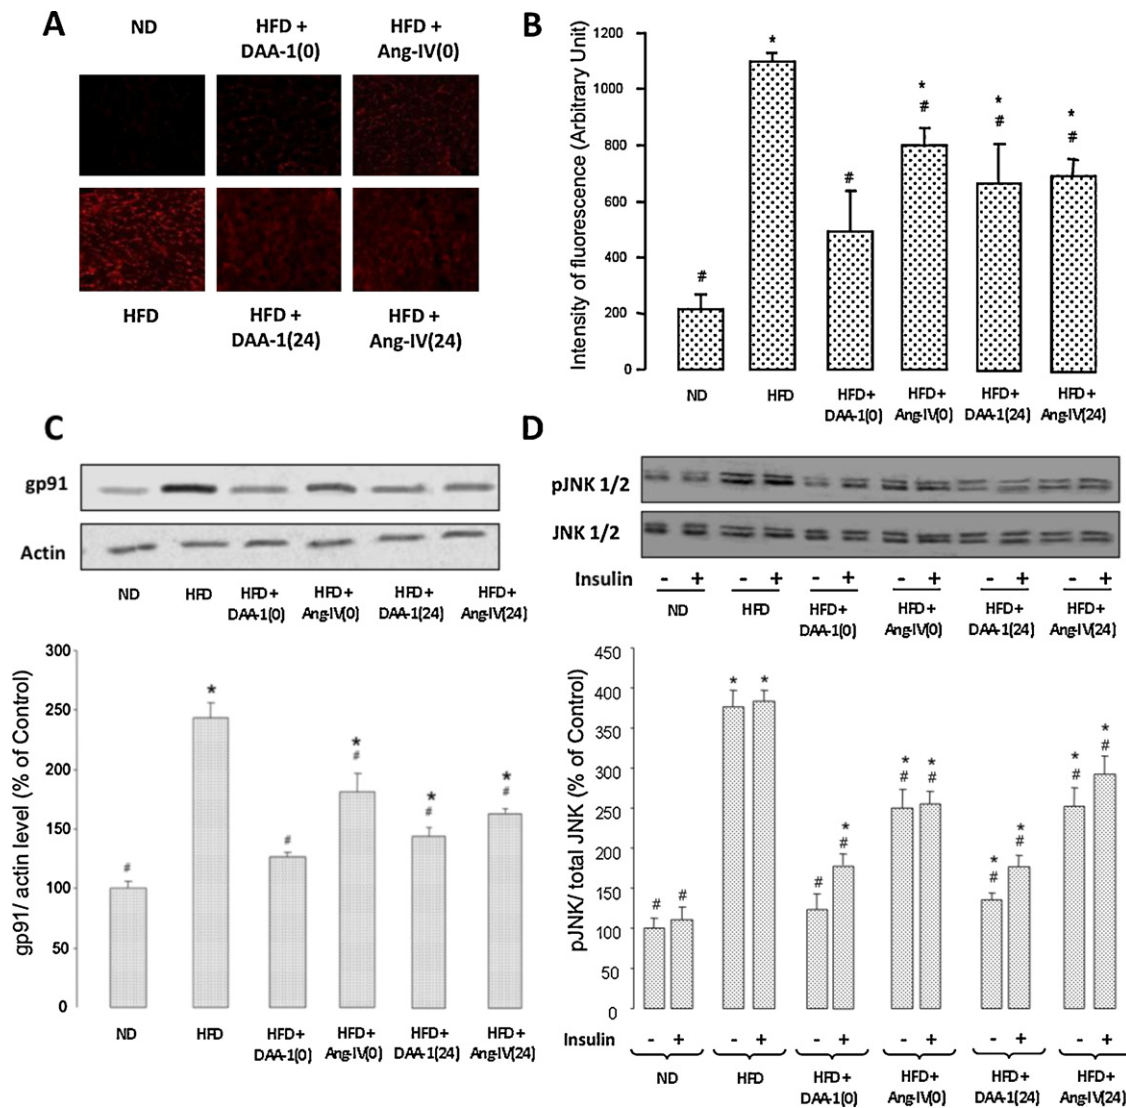 A
ND
HFD +
DAA-1(0)
HFD +
Ang-IV(0)
HFD
HFD +
DAA-1(24)
HFD +
Ang-IV(24)
B
Intensity of fluorescence (Arbitrary Unit)
1200
1000
800
600
400
200
0
#
*
#
*
#
*
#
*
#
ND
HFD
HFD +
DAA-1(0)
HFD +
Ang-IV(0)
HFD +
DAA-1(24)
HFD +
Ang-IV(24)
C
gp91
Actin
ND
HFD
HFD +
DAA-1(0)
HFD +
Ang-IV(0)
HFD +
DAA-1(24)
HFD +
Ang-IV(24)
gp91/ actin level (% of Control)
300
250
200
150
100
50
0
#
*
#
*
#
*
#
*
#
ND
HFD
HFD +
DAA-1(0)
HFD +
Ang-IV(0)
HFD +
DAA-1(24)
HFD +
Ang-IV(24)
D
pJNK 1/2
JNK 1/2
Insulin - + - + - + - + - + - +
ND
HFD
HFD +
DAA-1(0)
HFD +
Ang-IV(0)
HFD +
DAA-1(24)
HFD +
Ang-IV(24)
pJNK/ total JNK (% of Control)
450
400
350
300
250
200
150
100
50
0
# #
* *
#
*
#
* *
# #
*
#
*
#
*
#
*
#
Insulin - + - + - + - + - + - +
ND
HFD
HFD +
DAA-1(0)
HFD +
Ang-IV(0)
HFD +
DAA-1(24)
HFD +
Ang-IV(24)